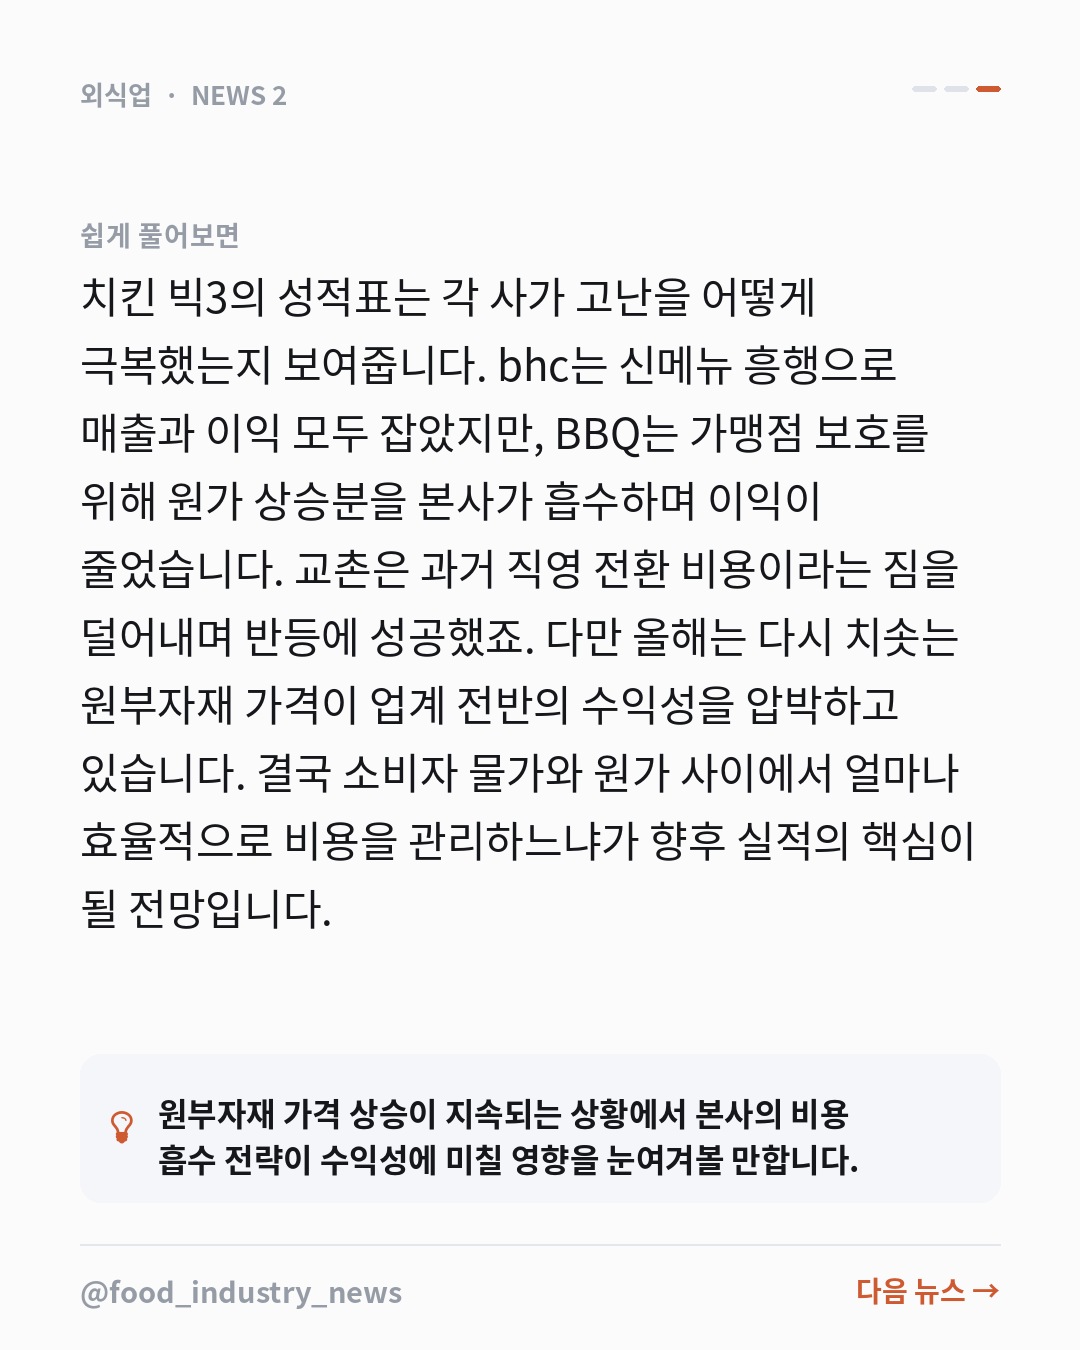 외식업 · NEWS 2
쉽게 풀어보면
치킨 빅3의 성적표는 각 사가 고난을 어떻게
극복했는지 보여줍니다. bhc는 신메뉴 흥행으로
매출과 이익 모두 잡았지만, BBQ는 가맹점 보호를
위해 원가 상승분을 본사가 흡수하며 이익이
줄었습니다. 교촌은 과거 직영 전환 비용이라는 짐을
덜어내며 반등에 성공했죠. 다만 올해는 다시 치솟는
원부자재 가격이 업계 전반의 수익성을 압박하고
있습니다. 결국 소비자 물가와 원가 사이에서 얼마나
효율적으로 비용을 관리하느냐가 향후 실적의 핵심이
될 전망입니다.
원부자재 가격 상승이 지속되는 상황에서 본사의 비용
흡수 전략이 수익성에 미칠 영향을 눈여겨볼 만합니다.
@food_industry_news
다음 뉴스 →